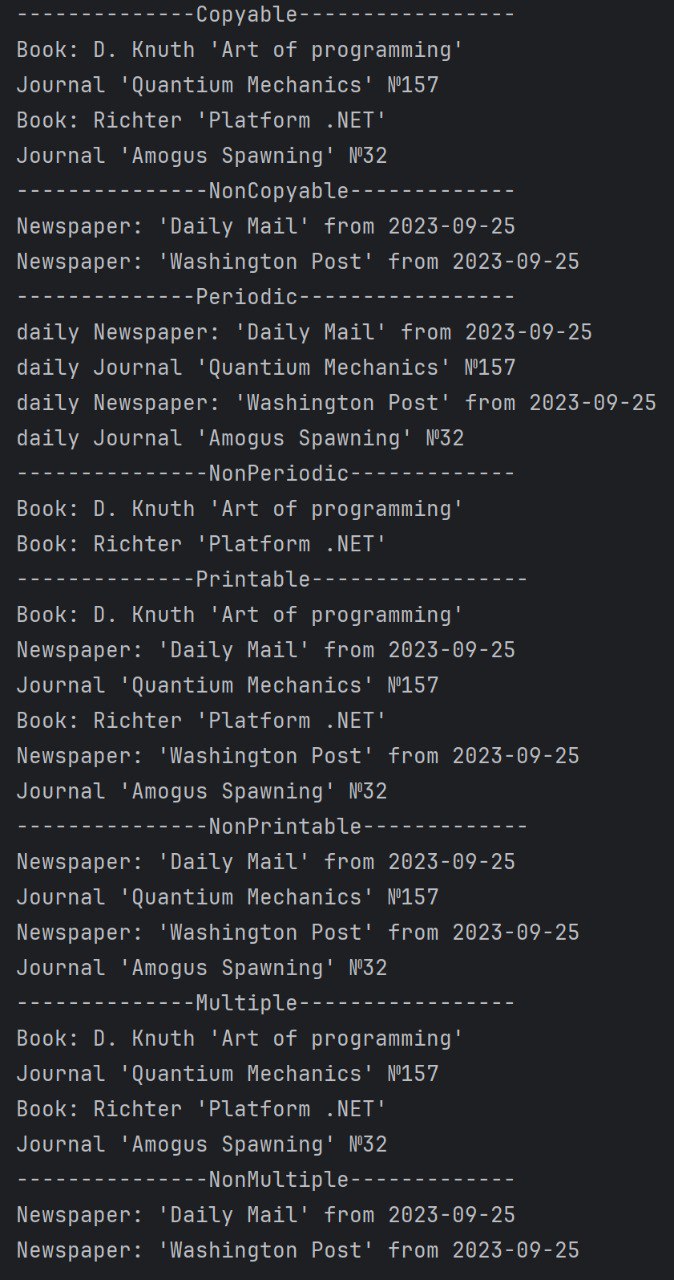 --------------Copyable-----------------
Book: D. Knuth 'Art of programming'
Journal 'Quantium Mechanics' №157
Book: Richter 'Platform .NET'
Journal 'Amogus Spawning' №32
---------------NonCopyable-------------
Newspaper: 'Daily Mail' from 2023-09-25
Newspaper: 'Washington Post' from 2023-09-25
--------------Periodic-----------------
daily Newspaper: 'Daily Mail' from 2023-09-25
daily Journal 'Quantium Mechanics' №157
daily Newspaper: 'Washington Post' from 2023-09-25
daily Journal 'Amogus Spawning' №32
---------------NonPeriodic-------------
Book: D. Knuth 'Art of programming'
Book: Richter 'Platform .NET'
--------------Printable-----------------
Book: D. Knuth 'Art of programming'
Newspaper: 'Daily Mail' from 2023-09-25
Journal 'Quantium Mechanics' №157
Book: Richter 'Platform .NET'
Newspaper: 'Washington Post' from 2023-09-25
Journal 'Amogus Spawning' №32
---------------NonPrintable-------------
Newspaper: 'Daily Mail' from 2023-09-25
Journal 'Quantium Mechanics' №157
Newspaper: 'Washington Post' from 2023-09-25
Journal 'Amogus Spawning' №32
--------------Multiple-----------------
Book: D. Knuth 'Art of programming'
Journal 'Quantium Mechanics' №157
Book: Richter 'Platform .NET'
Journal 'Amogus Spawning' №32
---------------NonMultiple-------------
Newspaper: 'Daily Mail' from 2023-09-25
Newspaper: 'Washington Post' from 2023-09-25